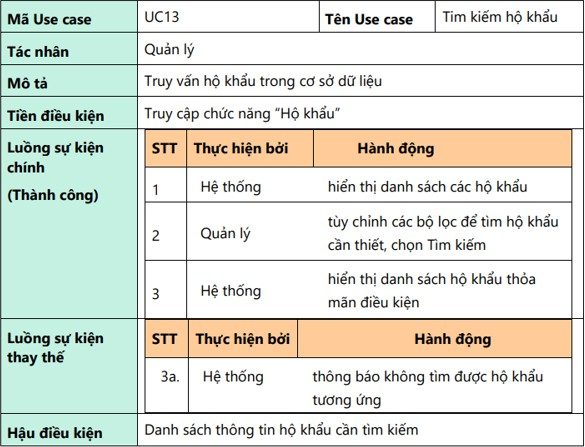 Mã Use case UC13 Tên Use case Tìm kiếm hộ khẩu
Tác nhân Quản lý
Mô tả Truy vấn hộ khẩu trong cơ sở dữ liệu
Tiền điều kiện Truy cập chức năng “Hộ khẩu”
Luồng sự kiện
chính
(Thành công)
STT Thực hiện bởi Hành động
1 Hệ thống hiển thị danh sách các hộ khẩu
2 Quản lý tùy chỉnh các bộ lọc để tìm hộ khẩu
cần thiết, chọn Tìm kiếm
3 Hệ thống hiển thị danh sách hộ khẩu thỏa
mãn điều kiện
Luồng sự kiện
thay thế
STT Thực hiện bởi Hành động
3a. Hệ thống thông báo không tìm được hộ khẩu
tương ứng
Hậu điều kiện Danh sách thông tin hộ khẩu cần tìm kiếm